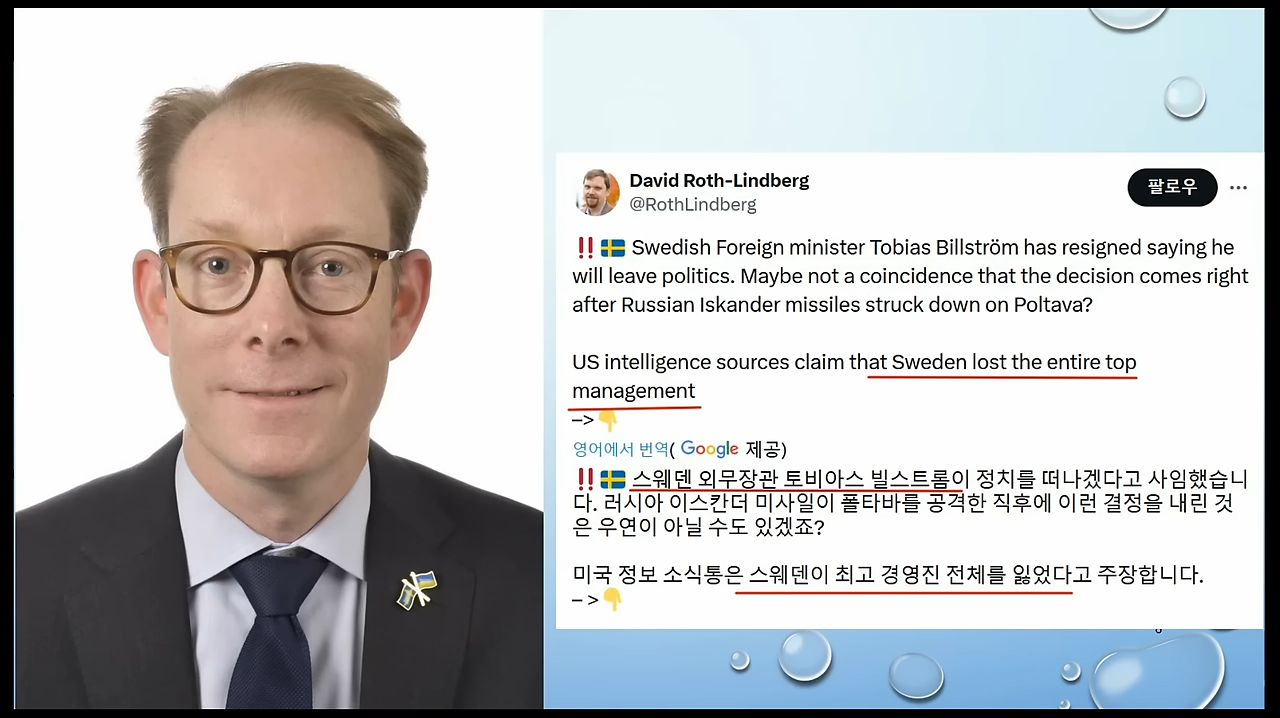 David Roth-Lindberg
@RothLindberg
팔로우
‼️🇸🇪 Swedish Foreign minister Tobias Billström has resigned saying he
will leave politics. Maybe not a coincidence that the decision comes right
after Russian Iskander missiles struck down on Poltava?
US intelligence sources claim that Sweden lost the entire top
management
–>👇
영어에서 번역( Google 제공)
‼️🇸🇪 스웨덴 외무장관 토비아스 빌스트롬이 정치를 떠나겠다고 사임했습니
다. 러시아 이스칸더 미사일이 폴타바를 공격한 직후에 이런 결정을 내린 것
은 우연이 아닐 수도 있겠죠?
미국 정보 소식통은 스웨덴이 최고 경영진 전체를 잃었다고 주장합니다.
– >👇